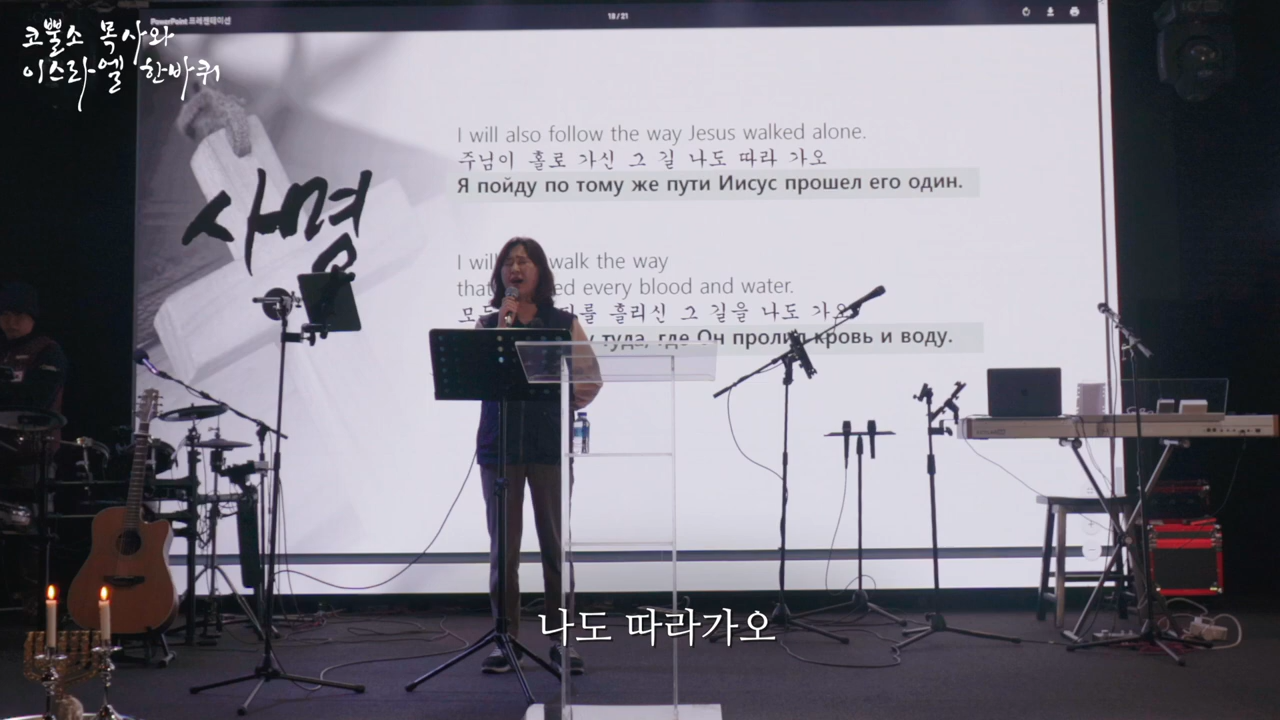 코뿔소 목사와
이스라엘 한바퀴
PowerPoint 프레젠테이션
18 / 21
사명
I will also follow the way Jesus walked alone.
주님이 홀로 가신 그 길 나도 따라 가오
Я пойду по тому же пути Иисус прошел его один.
I will walk the way
every blood and water.
흘리신 그 길을 나도 가오
туда, где Он пролил кровь и воду.
나도 따라가오